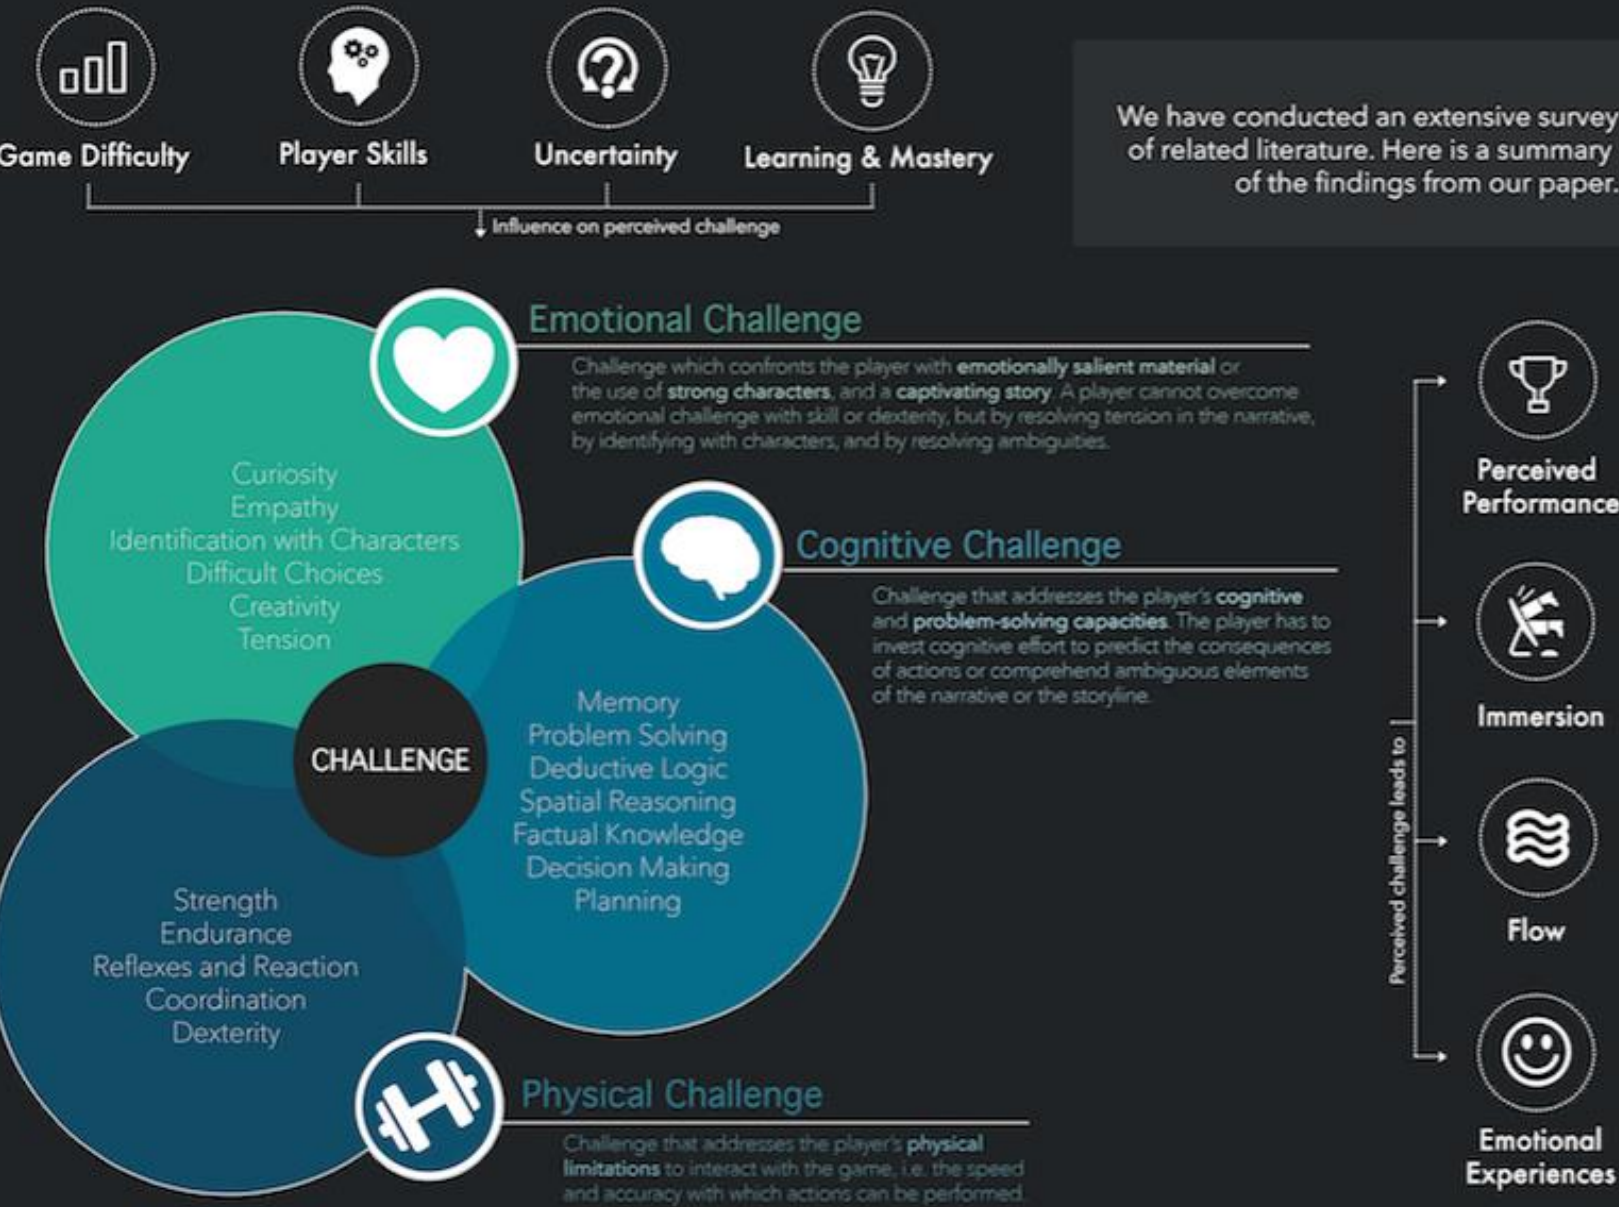 Game Difficulty
Player Skills
Uncertainty
Learning & Mastery
Influence on perceived challenge
We have conducted an extensive survey
of related literature. Here is a summary
of the findings from our paper.
Emotional Challenge
Challenge which confronts the player with emotionally salient material or
the use of strong characters, and a captivating story. A player cannot overcome
emotional challenge with skill or dexterity, but by resolving tension in the narrative,
by identifying with characters, and by resolving ambiguities.
Curiosity
Empathy
Identification with Characters
Difficult Choices
Creativity
Tension
Cognitive Challenge
Challenge that addresses the player's cognitive
and problem-solving capacities. The player has to
invest cognitive effort to predict the consequences
of actions or comprehend ambiguous elements
of the narrative or the storyline.
Memory
Problem Solving
Deductive Logic
Spatial Reasoning
Factual Knowledge
Decision Making
Planning
CHALLENGE
Strength
Endurance
Reflexes and Reaction
Coordination
Dexterity
Physical Challenge
Challenge that addresses the player's physical
limitations to interact with the game, i.e. the speed
and accuracy with which actions can be performed.
Perceived challenge leads to
Perceived
Performance
Immersion
Flow
Emotional
Experiences